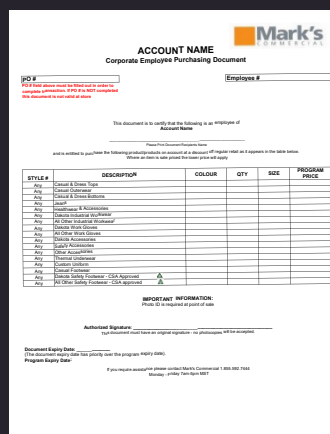 Mark's
COMMERCIAL
ACCOUNT NAME
Corporate Employee Purchasing Document
PO #
Employee #
PO # field above must be filled out in order to
complete transaction. If PO # is NOT completed
this document is not valid at store
This document is to certify that the following is an employee of
Account Name
Please Print Document Recipients Name
and is entitled to purchase the following product/products on account at a discount off regular retail as it appears in the table below.
Where an item is sale priced the lower price will apply
STYLE # DESCRIPTION COLOUR QTY SIZE PROGRAM PRICE
Any Casual & Dress Tops
Any Casual Outerwear
Any Casual & Dress Bottoms
Any Jeans
Any Healthwear & Accessories
Any Dakota Industrial Workwear
Any All Other Industrial Workwear
Any Dakota Work Gloves
Any All Other Work Gloves
Any Dakota Accessories
Any Safety Accessories
Any Other Accessories
Any Thermal Underwear
Any Custom Uniform
Any Casual Footwear
Any Dakota Safety Footwear - CSA Approved
Any All Other Safety Footwear - CSA approved
IMPORTANT INFORMATION:
Photo ID is required at point of sale
Authorized Signature:
This document must have an original signature - no photocopies will be accepted
Document Expiry Date:
(The document expiry date has priority over the program expiry date).
Program Expiry Date:
If you require assistance please contact Mark's Commercial 1.855.592.7444
Monday - Friday 7am-5pm MST